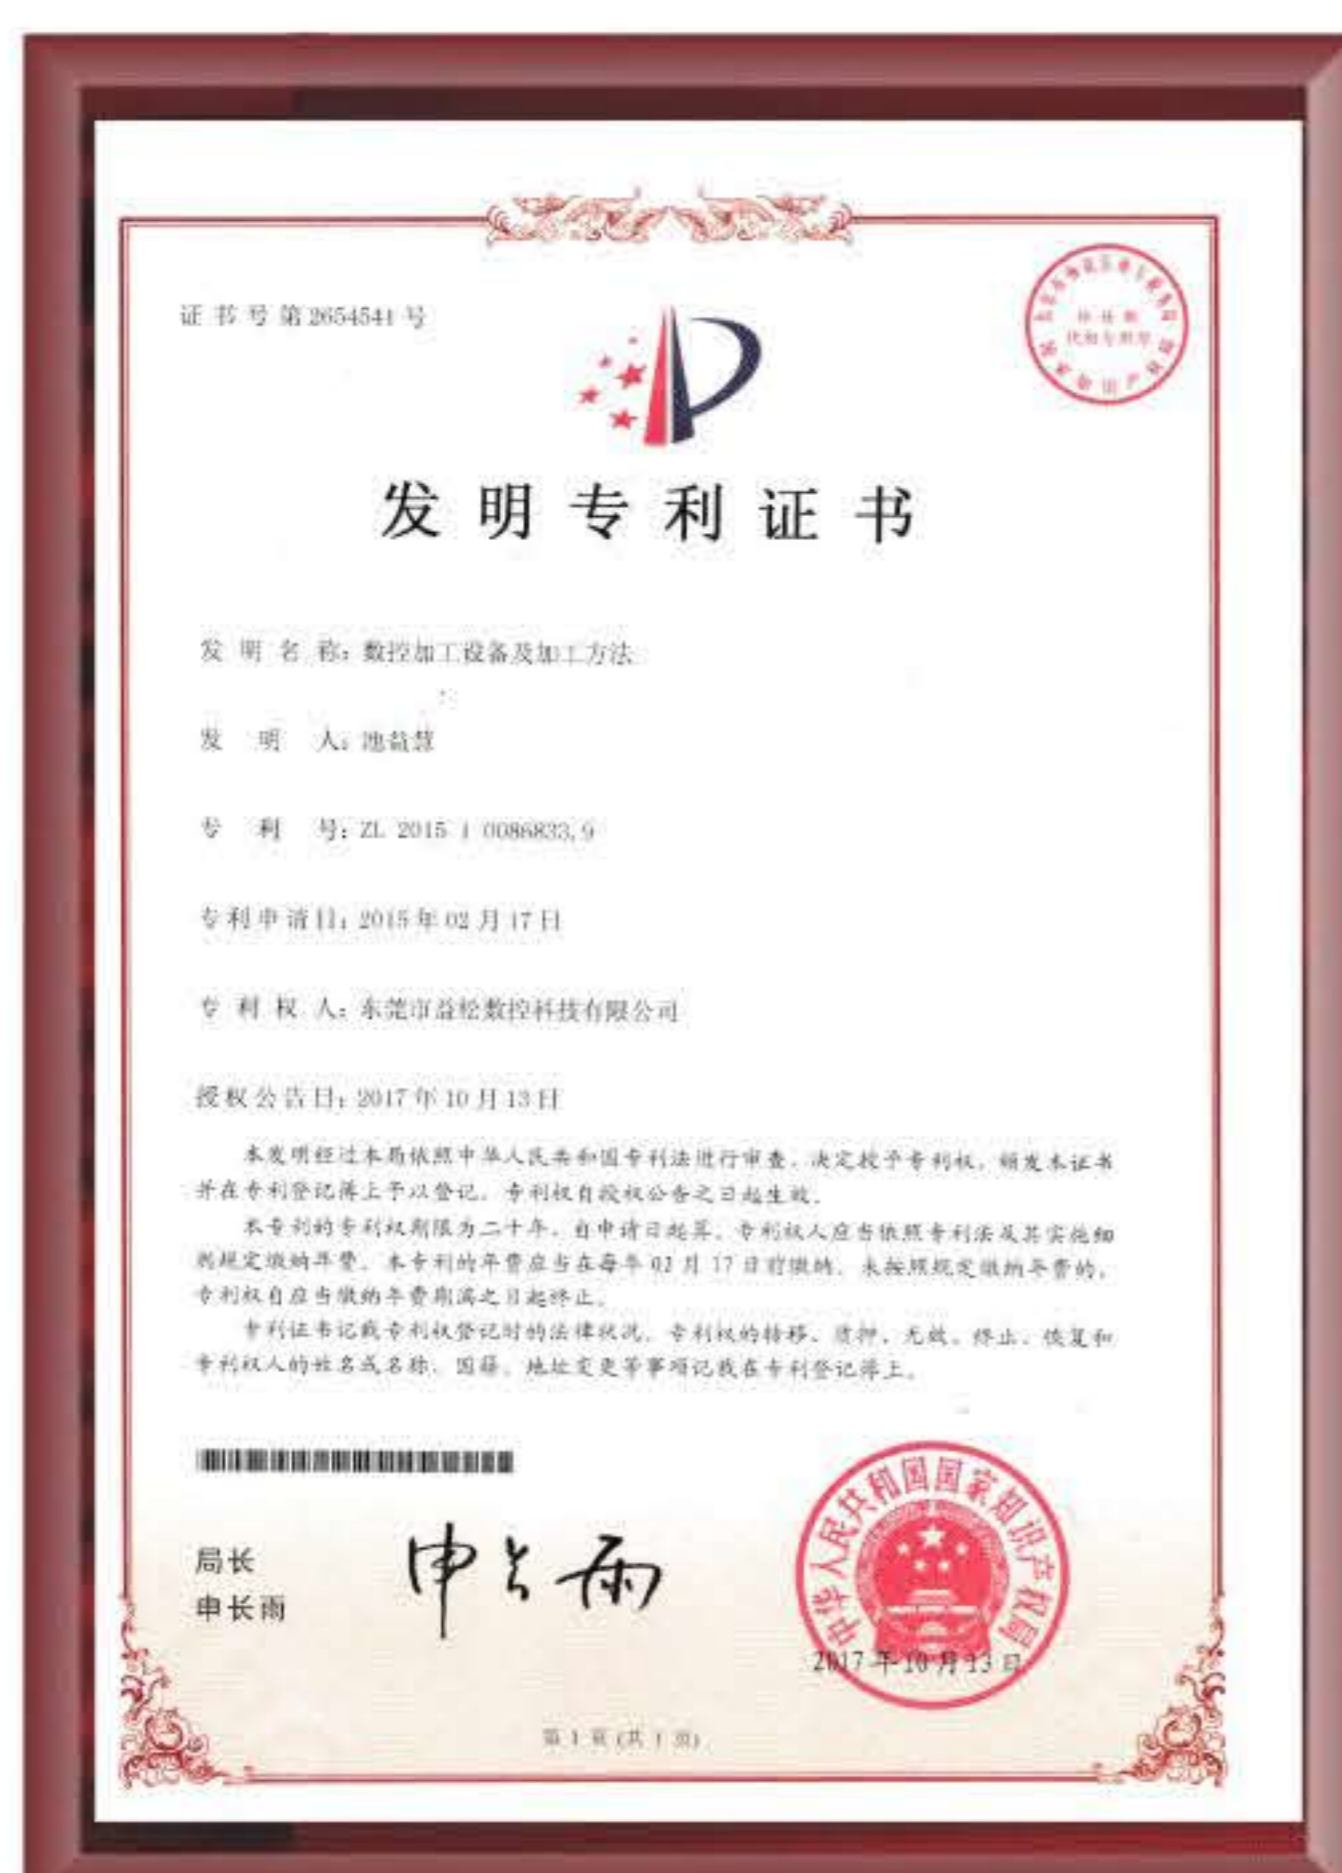 证书号第2654541号
发明专利证书
发明名称：数控加工设备及加工方法
发明人：池益慧
专利号：ZL 2015 1 0086833.9
专利申请日：2015年02月17日
专利权人：东莞市益松数控科技有限公司
授权公告日：2017年10月13日
本发明经过本局依照中华人民共和国专利法进行审查，决定授予专利权，颁发本证书
并在专利登记簿上予以登记。专利权自授权公告之日起生效。
本专利的专利权期限为二十年，自申请日起算。专利权人应当依照专利法及其实施细
则规定缴纳年费。本专利的年费应当在每年02月17日前缴纳。未按照规定缴纳年费的，
专利权自应当缴纳年费期满之日起终止。
专利证书记载专利权登记时的法律状况。专利权的转移、质押、无效、终止、恢复和
专利权人的姓名或名称、国籍、地址变更等事项记载在专利登记簿上。
局长
申长雨
申长雨
中华人民共和国国家知识产权局
2017年10月13日
第1页(共1页)